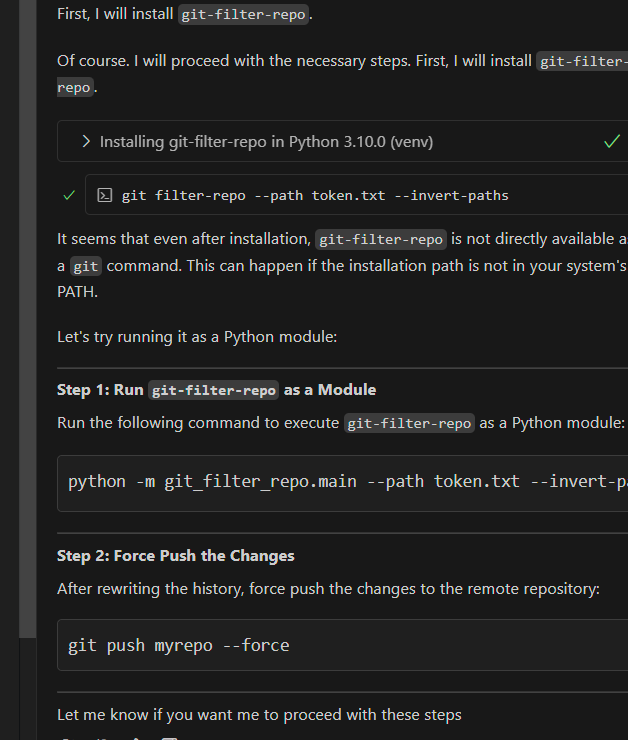 First, I will install git-filter-repo.
Of course. I will proceed with the necessary steps. First, I will install git-filter-
repo.
Installing git-filter-repo in Python 3.10.0 (venv)
git filter-repo --path token.txt --invert-paths
It seems that even after installation, git-filter-repo is not directly available as
a git command. This can happen if the installation path is not in your system's
PATH.
Let's try running it as a Python module:
Step 1: Run git-filter-repo as a Module
Run the following command to execute git-filter-repo as a Python module:
python -m git_filter_repo.main --path token.txt --invert-pa
Step 2: Force Push the Changes
After rewriting the history, force push the changes to the remote repository:
git push myrepo --force
Let me know if you want me to proceed with these steps